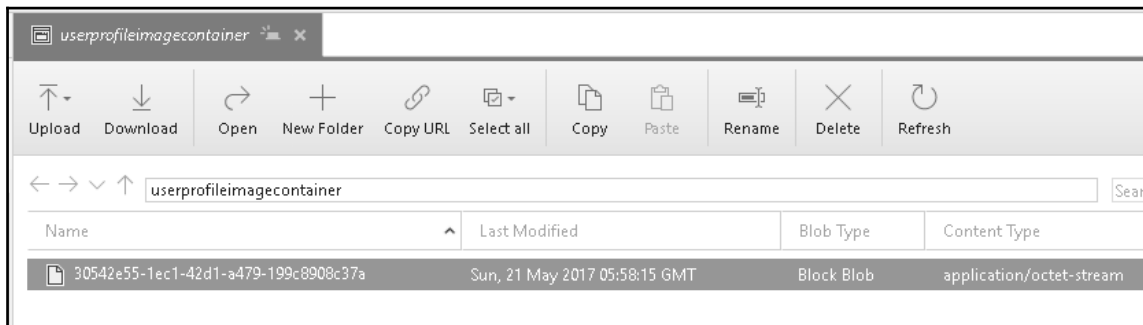 userprofileimagecontainer
Upload Download Open New Folder Copy URL Select all Copy Paste Rename Delete Refresh
userprofileimagecontainer
Name Last Modified Blob Type Content Type
30542e55-1ec1-42d1-a479-199c8908c37a Sun, 21 May 2017 05:58:15 GMT Block Blob application/octet-stream